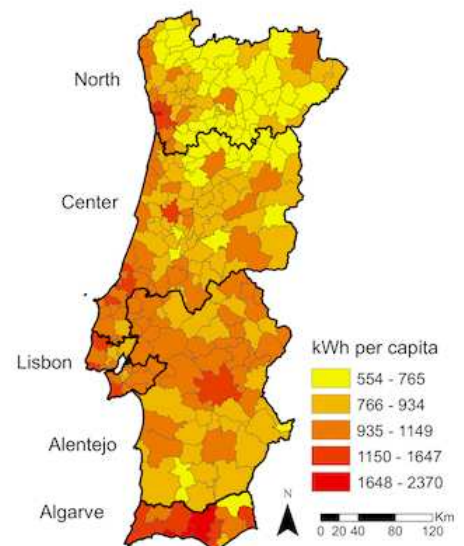 North
Center
Lisbon
Alentejo
Algarve
kWh per capita
554 - 765
766 - 934
935 - 1149
1150 - 1647
1648 - 2370
N
Km
0 20 40 80 120